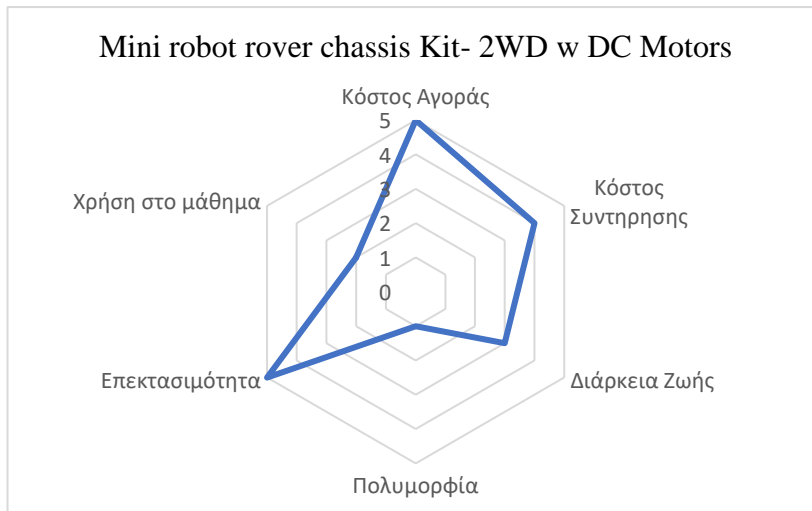 Mini robot rover chassis Kit- 2WD w DC Motors
Κόστος Αγοράς
5
4
3
2
1
0
Κόστος
Συντηρησης
Διάρκεια Ζωής
Πολυμορφία
Επεκτασιμότητα
Χρήση στο μάθημα